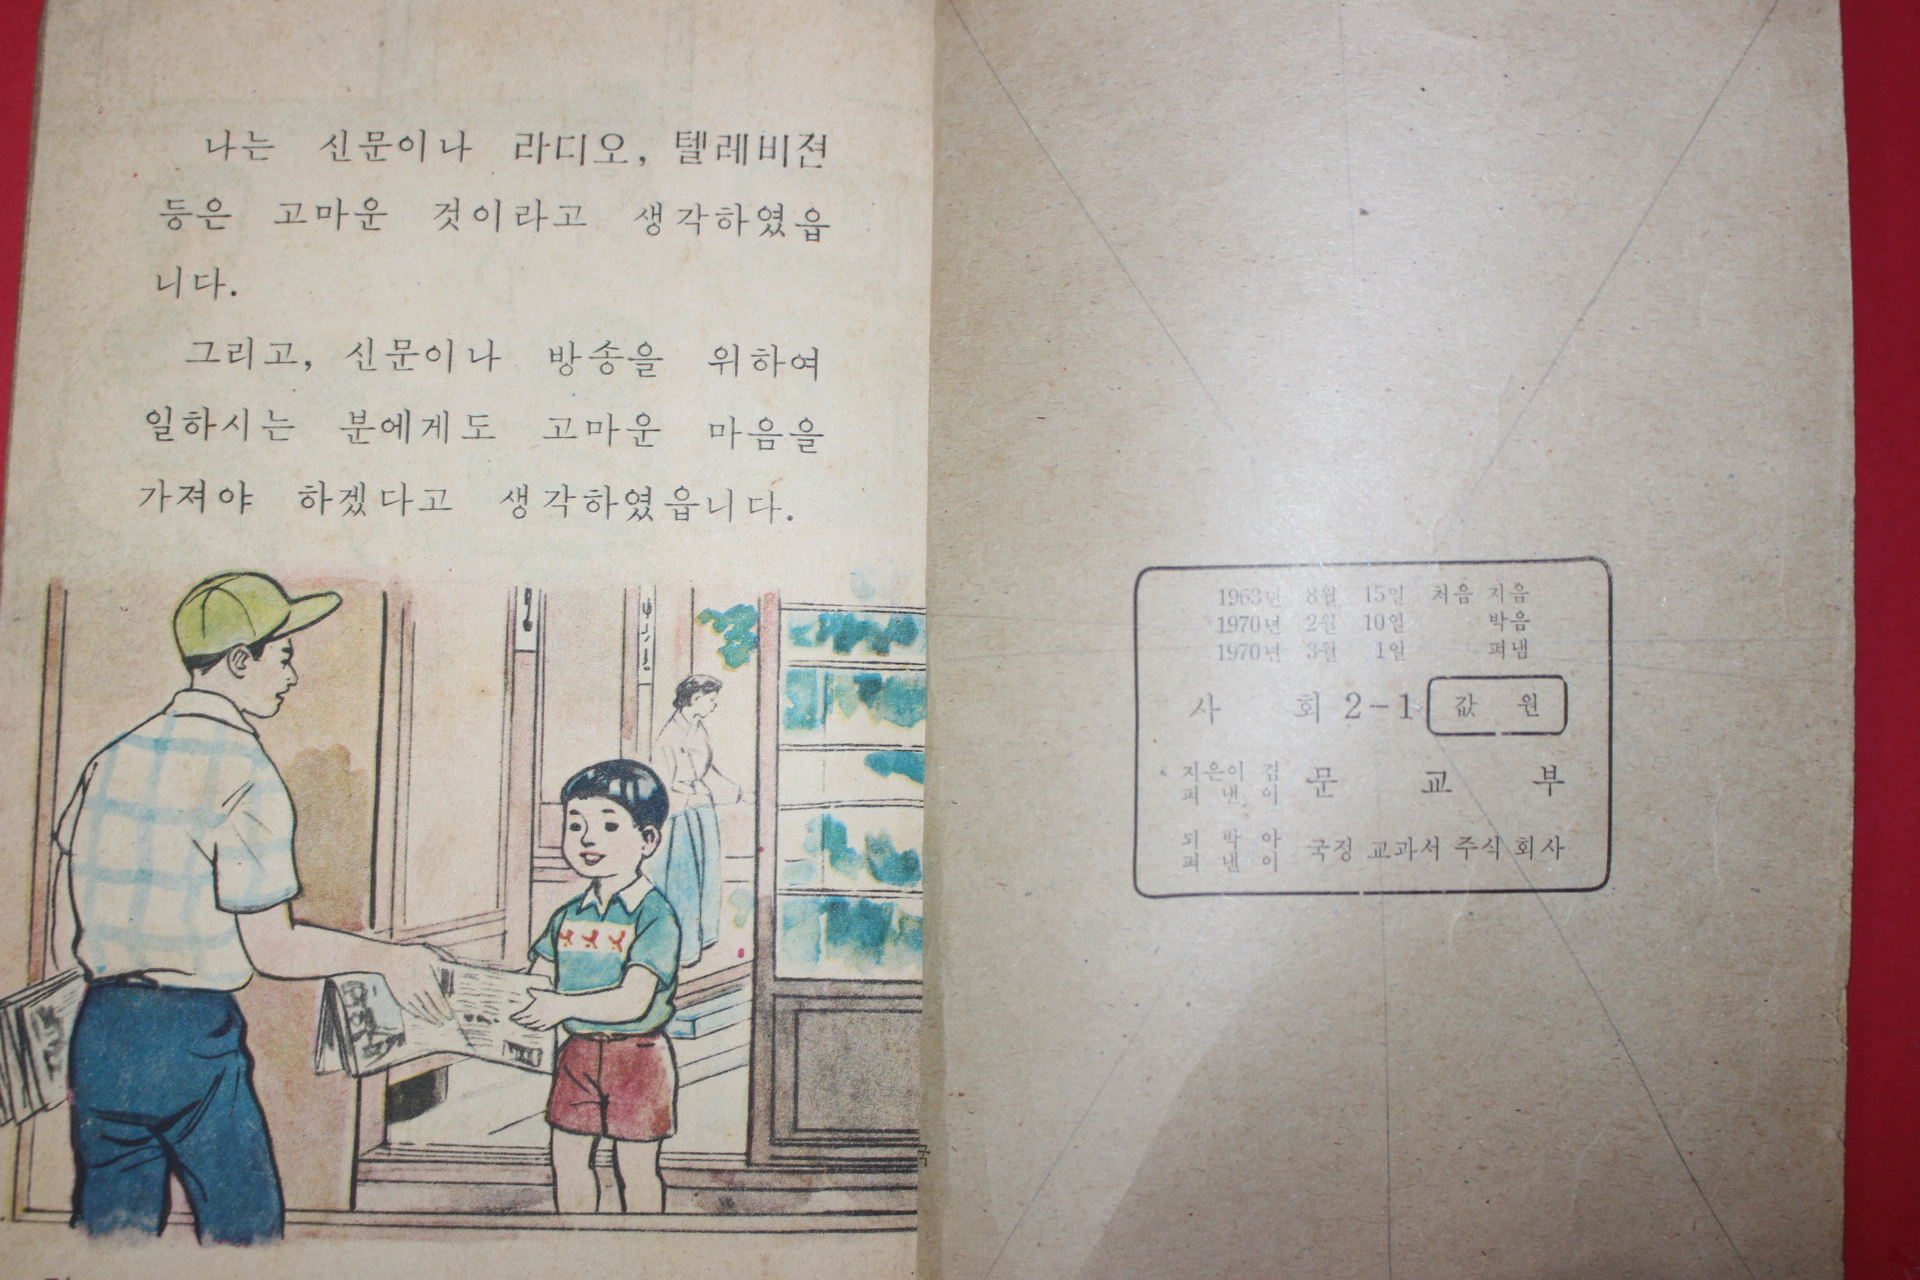 나는 신문이나 라디오, 텔레비젼
등은 고마운 것이라고 생각하였읍
니다.
그리고, 신문이나 방송을 위하여
일하시는 분에게도 고마운 마음을
가져야 하겠다고 생각하였읍니다.
1963년 8월 15일 처음 지음
1970년 2월 10일 박음
1970년 3월 1일 펴냄
사 회 2-1 값 원
지은이 겸
펴 낸 이
문 교 부
되 박 아
펴 낸 이
국정 교과서 주식 회사